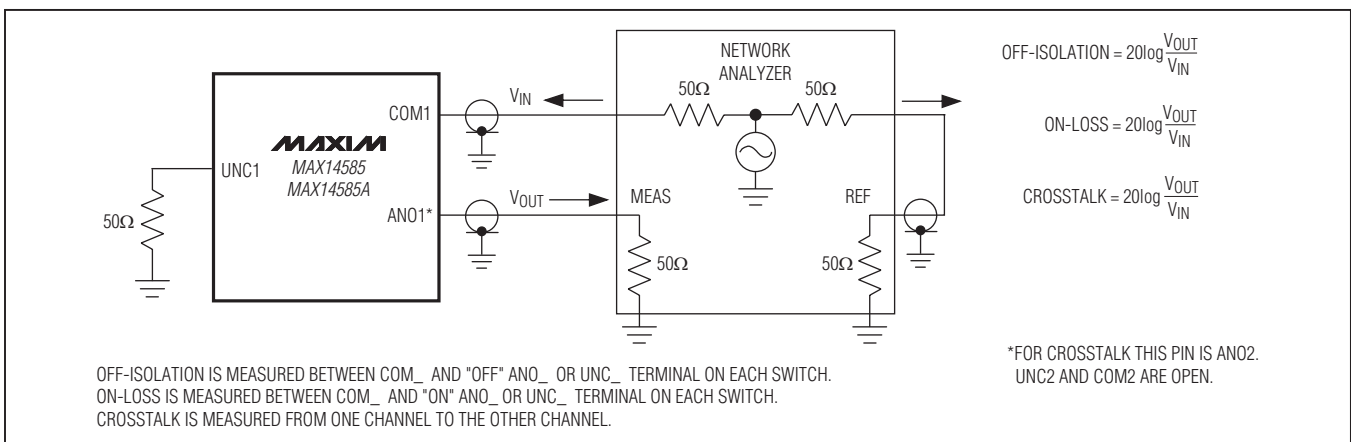 NETWORK
ANALYZER
50Ω
50Ω
OFF-ISOLATION = 20log VOUT/VIN
ON-LOSS = 20log VOUT/VIN
CROSSTALK = 20log VOUT/VIN
COM1
VIN
MAXIM
MAX14585
MAX14585A
UNC1
50Ω
ANO1*
VOUT
MEAS
REF
50Ω
50Ω
*FOR CROSSTALK THIS PIN IS ANO2.
UNC2 AND COM2 ARE OPEN.
OFF-ISOLATION IS MEASURED BETWEEN COM_ AND "OFF" ANO_ OR UNC_ TERMINAL ON EACH SWITCH.
ON-LOSS IS MEASURED BETWEEN COM_ AND "ON" ANO_ OR UNC_ TERMINAL ON EACH SWITCH.
CROSSTALK IS MEASURED FROM ONE CHANNEL TO THE OTHER CHANNEL.